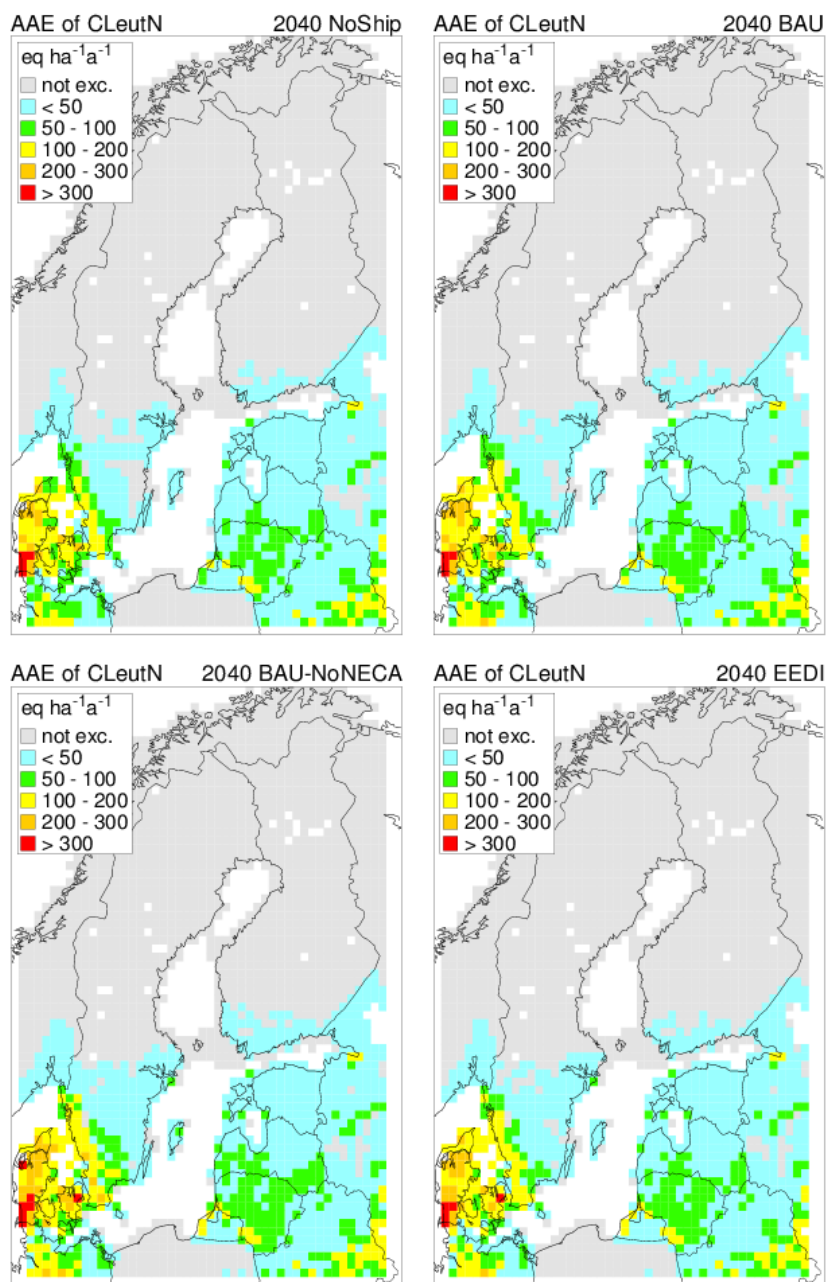 AAE of CLeutN 2040 NoShip
eq ha⁻¹a⁻¹
not exc.
< 50
50 - 100
100 - 200
200 - 300
> 300
AAE of CLeutN 2040 BAU
eq ha⁻¹a⁻¹
not exc.
< 50
50 - 100
100 - 200
200 - 300
> 300
AAE of CLeutN 2040 BAU-NoNECA
eq ha⁻¹a⁻¹
not exc.
< 50
50 - 100
100 - 200
200 - 300
> 300
AAE of CLeutN 2040 EEDI
eq ha⁻¹a⁻¹
not exc.
< 50
50 - 100
100 - 200
200 - 300
> 300